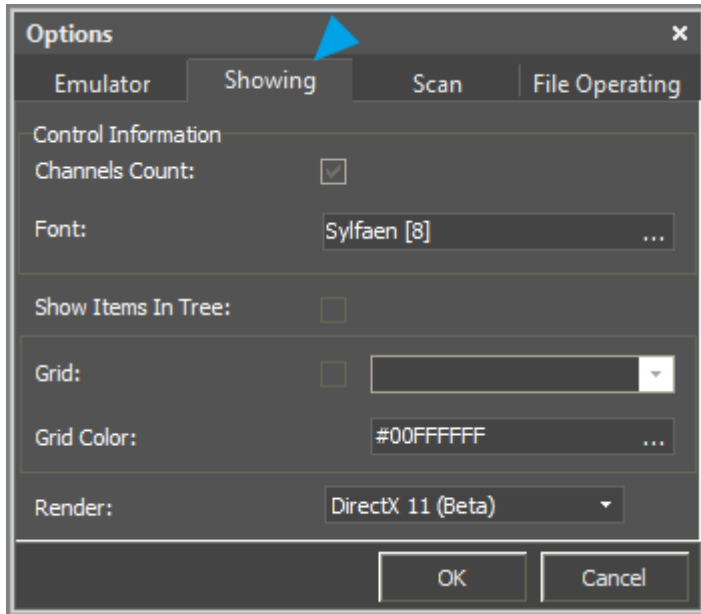 Options
Emulator Showing Scan File Operating
Control Information
Channels Count:
Font: Sylfaen [8] ...
Show Items In Tree:
Grid:
Grid Color: #00FFFFFF ...
Render: DirectX 11 (Beta)
OK Cancel